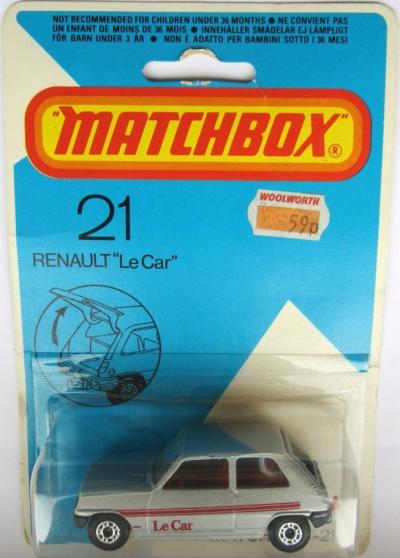 NOT RECOMMENDED FOR CHILDREN UNDER 36 MONTHS ● NE CONVIENT PAS
UN ENFANT DE MOINS DE 36 MOIS ● INNEHÅLLER SMÅDELAR EJ LÄMPLIGT
FÖR BARN UNDER 3 ÅR ● NON È ADATTO PER BAMBINI SOTTO I 36 MESI
"MATCHBOX"®
21
WOOLWORTH
59p
RENAULT "Le Car"
Le Car
-21